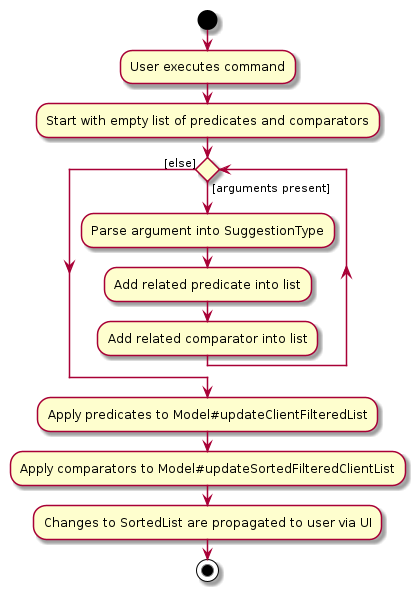 User executes command
Start with empty list of predicates and comparators
[else]
[arguments present]
Parse argument into SuggestionType
Add related predicate into list
Add related comparator into list
Apply predicates to Model#updateClientFilteredList
Apply comparators to Model#updateSortedFilteredClientList
Changes to SortedList are propagated to user via UI